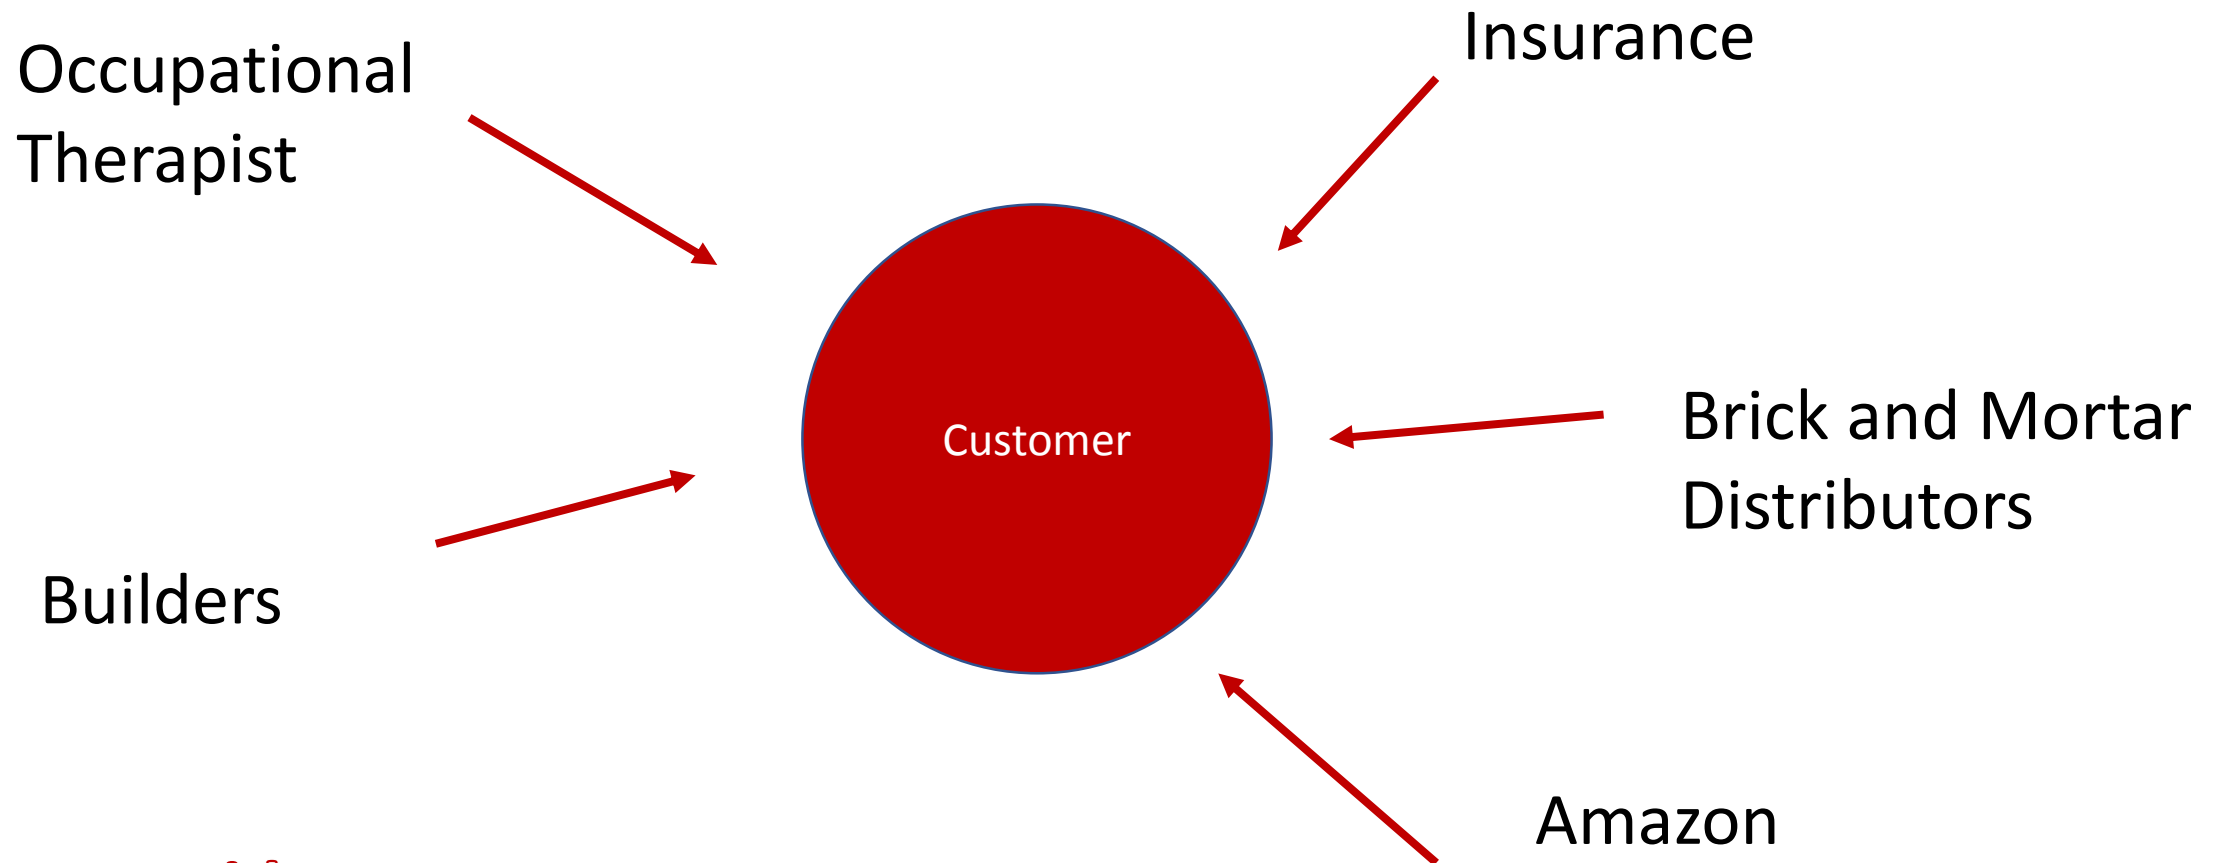 Insurance
Occupational
Therapist
Customer
Brick and Mortar
Distributors
Builders
Amazon